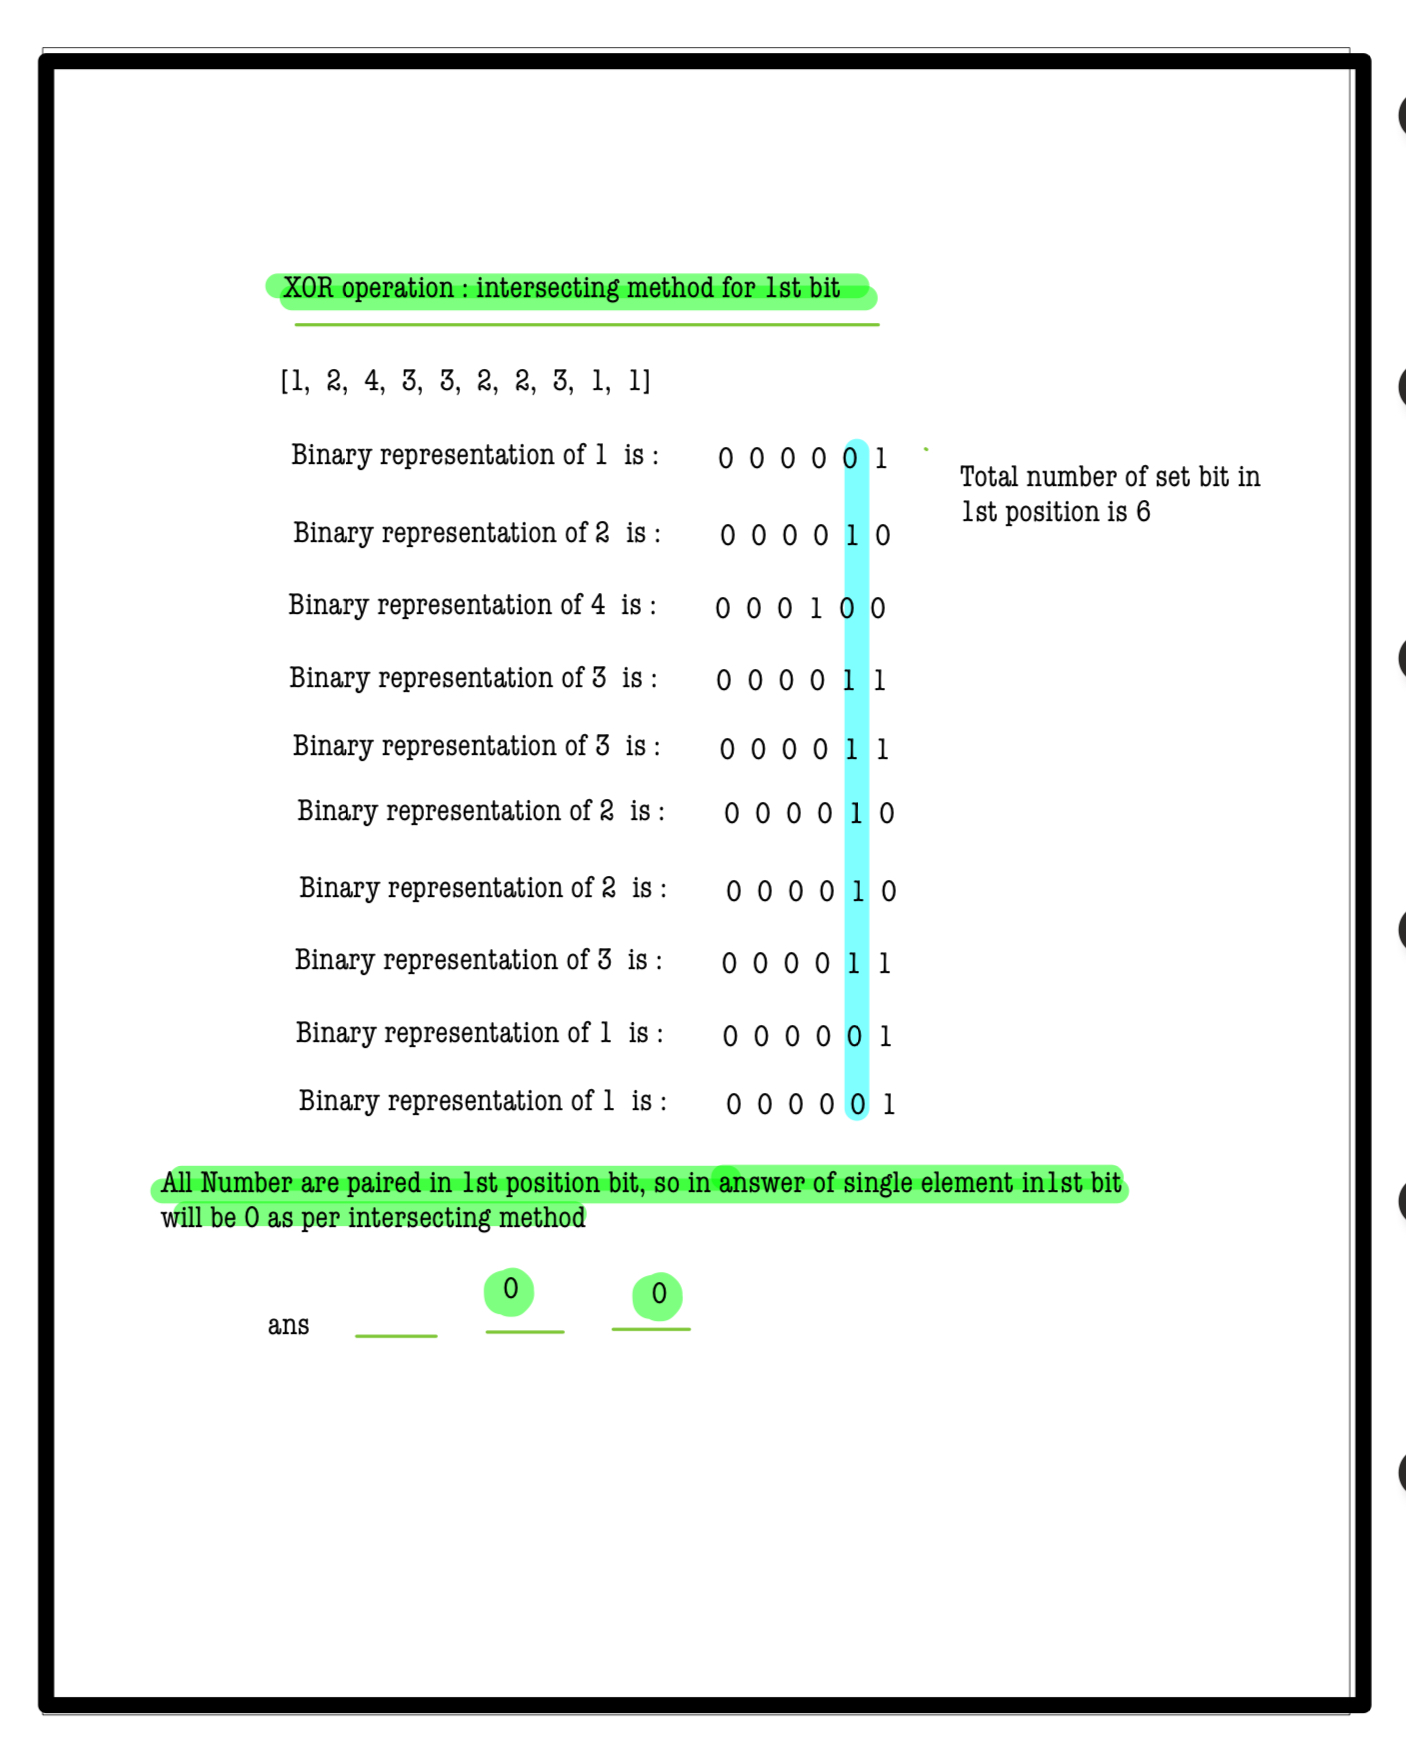 XOR operation : intersecting method for 1st bit
[1, 2, 4, 3, 3, 2, 2, 3, 1, 1]
Binary representation of 1 is : 0 0 0 0 0 1
Total number of set bit in
1st position is 6
Binary representation of 2 is : 0 0 0 0 1 0
Binary representation of 4 is : 0 0 0 1 0 0
Binary representation of 3 is : 0 0 0 0 1 1
Binary representation of 3 is : 0 0 0 0 1 1
Binary representation of 2 is : 0 0 0 0 1 0
Binary representation of 2 is : 0 0 0 0 1 0
Binary representation of 3 is : 0 0 0 0 1 1
Binary representation of 1 is : 0 0 0 0 0 1
Binary representation of 1 is : 0 0 0 0 0 1
All Number are paired in 1st position bit, so in answer of single element in1st bit
will be 0 as per intersecting method
0 0
ans